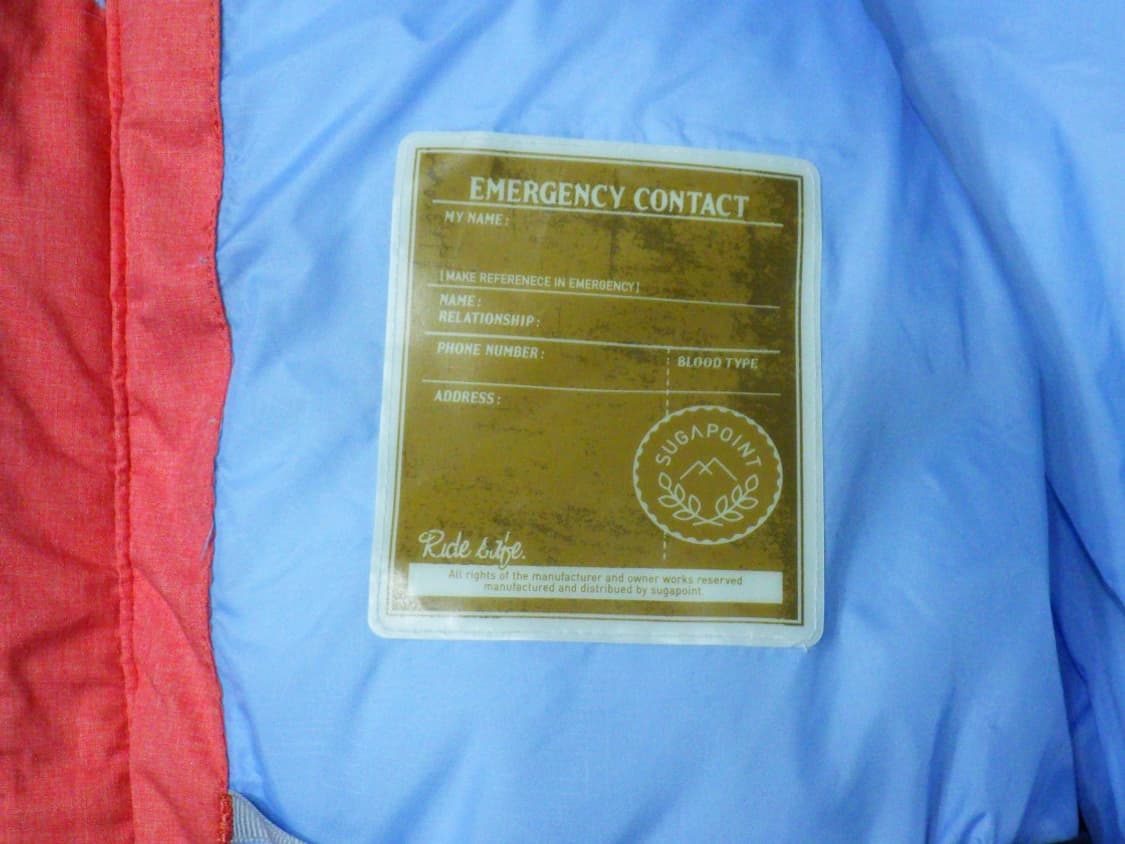 EMERGENCY CONTACT
MY NAME:
[ MAKE REFERENECE IN EMERGENCY ]
NAME:
RELATIONSHIP:
PHONE NUMBER:
BLOOD TYPE
ADDRESS:
SUGAPOINT
Ride safe.
All rights of the manufacturer and owner works reserved
manufactured and distribued by sugapoint